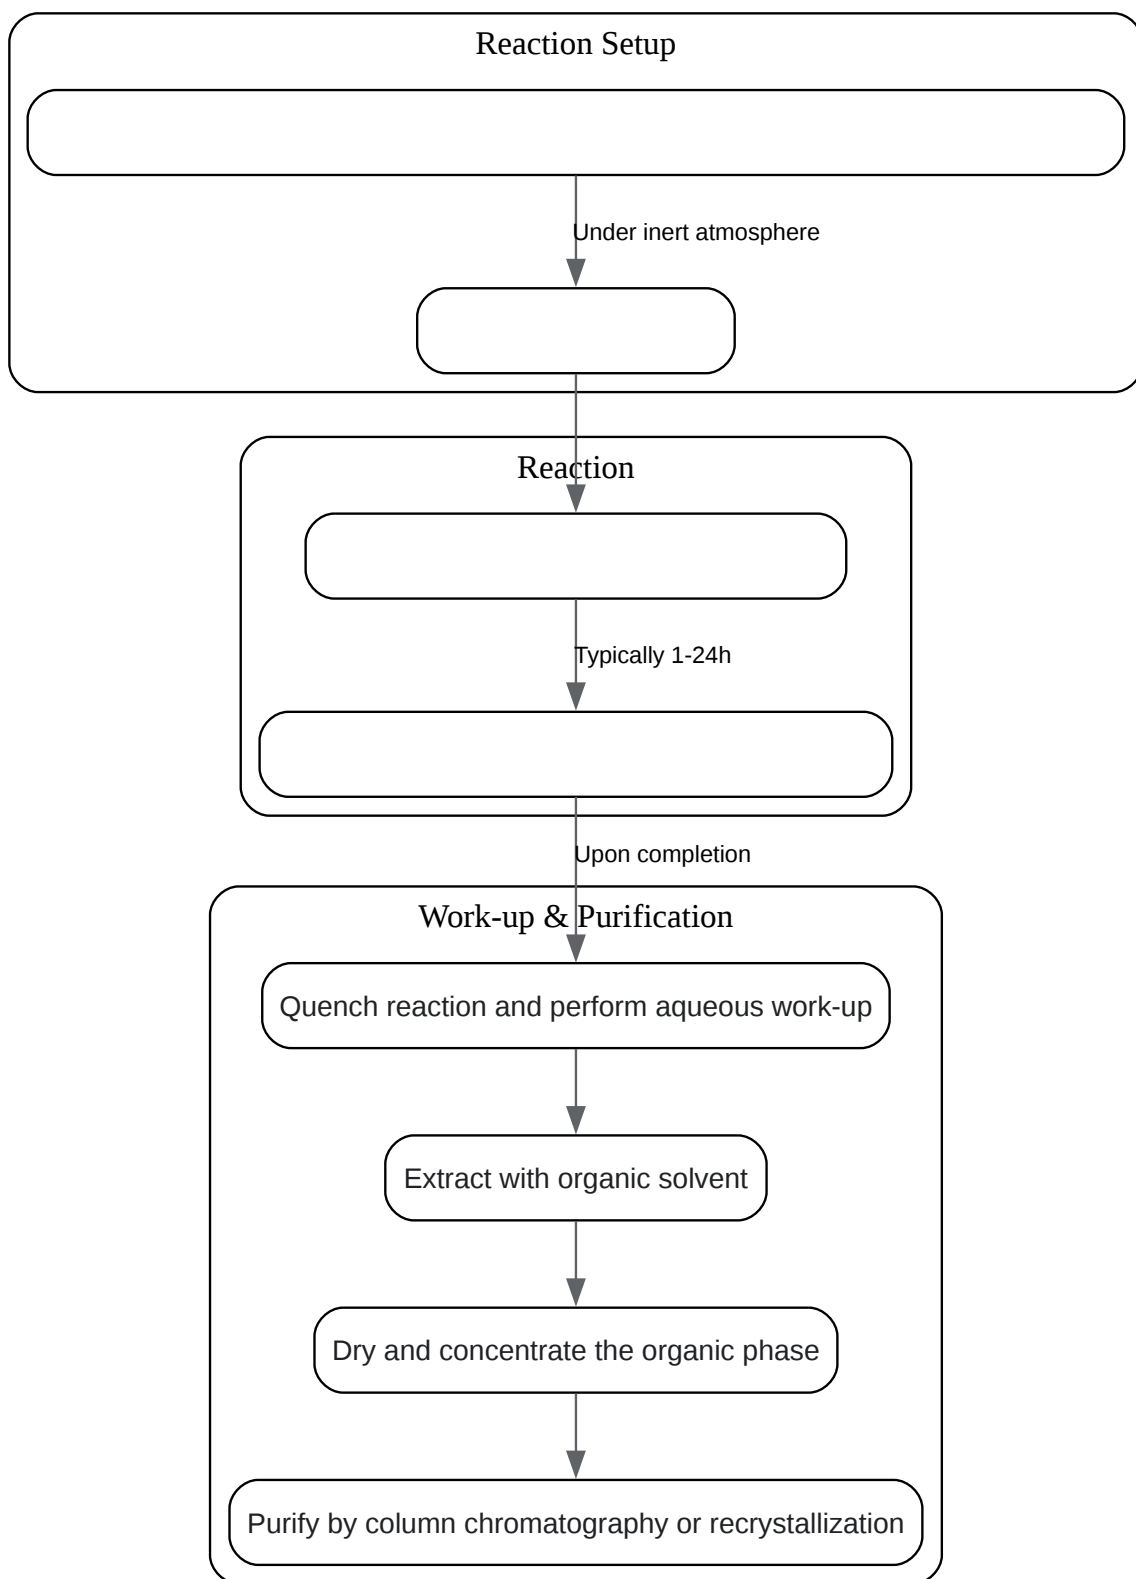 Reaction Setup
Under inert atmosphere
Reaction
Typically 1-24h
Upon completion
Work-up & Purification
Quench reaction and perform aqueous work-up
Extract with organic solvent
Dry and concentrate the organic phase
Purify by column chromatography or recrystallization